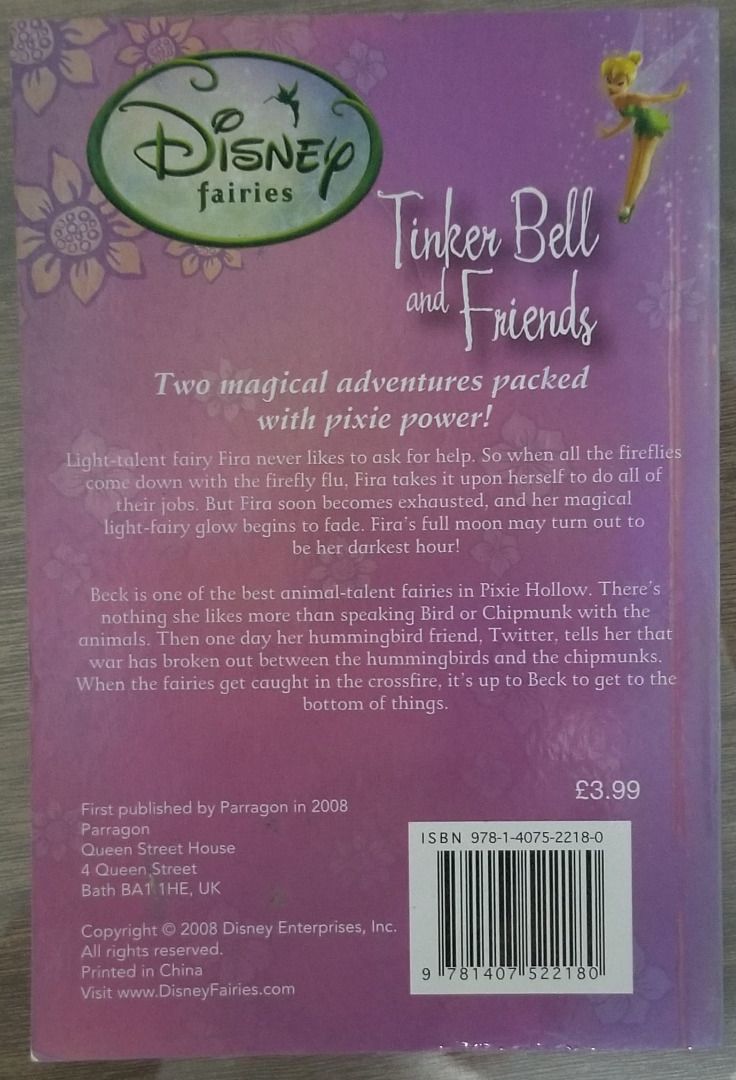 Disney
fairies
Tinker Bell
and Friends
Two magical adventures packed
with pixie power!
Light-talent fairy Fira never likes to ask for help. So when all the fireflies
come down with the firefly flu, Fira takes it upon herself to do all of
their jobs. But Fira soon becomes exhausted, and her magical
light-fairy glow begins to fade. Fira's full moon may turn out to
be her darkest hour!
Beck is one of the best animal-talent fairies in Pixie Hollow. There's
nothing she likes more than speaking Bird or Chipmunk with the
animals. Then one day her hummingbird friend, Twitter, tells her that
war has broken out between the hummingbirds and the chipmunks.
When the fairies get caught in the crossfire, it's up to Beck to get to the
bottom of things.
£3.99
First published by Parragon in 2008
Parragon
Queen Street House
4 Queen Street
Bath BA1 1HE, UK
Copyright © 2008 Disney Enterprises, Inc.
All rights reserved.
Printed in China
Visit www.DisneyFairies.com
ISBN 978-1-4075-2218-0
9 781407 522180